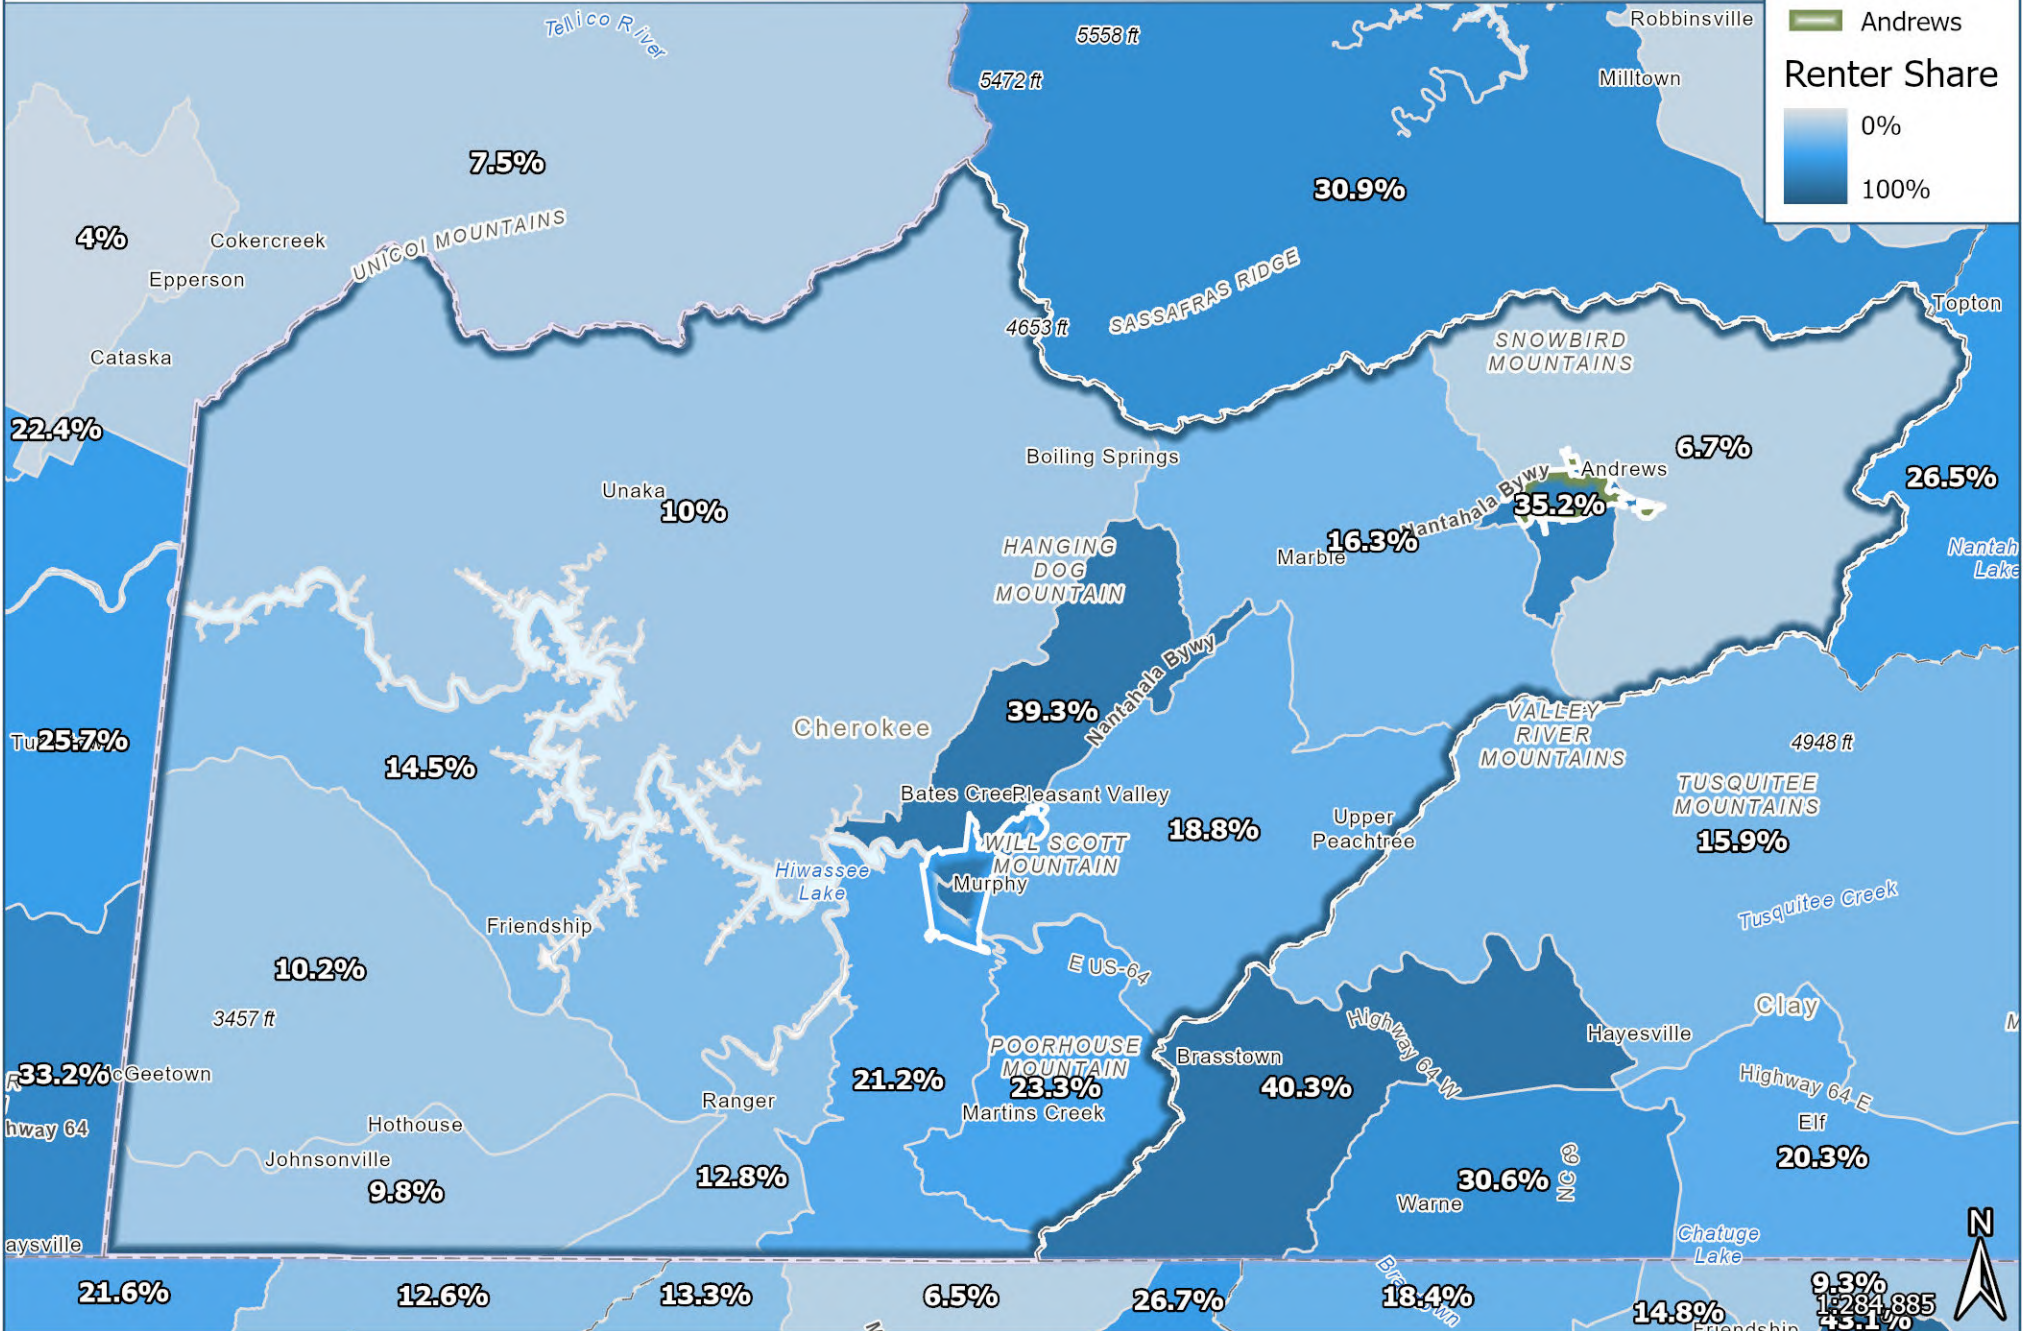 Tellico River
5558 ft
Robbinsville
Andrews
5472 ft
Milltown
Renter Share
0%
100%
7.5%
30.9%
4%
Cokercreek
UNICOI MOUNTAINS
Epperson
SASSAFRAS RIDGE
4653 ft
Topton
SNOWBIRD
MOUNTAINS
Cataska
22.4%
Boiling Springs
6.7%
Andrews
26.5%
Unaka
10%
35.2%
Nantahala Bywy
16.3%
Marble
HANGING
DOG
MOUNTAIN
Nantah
Lake
Nantahala Bywy
39.3%
Cherokee
VALLEY
RIVER
MOUNTAINS
4948 ft
25.7%
14.5%
TUSQUITEE
MOUNTAINS
15.9%
Bates Cree
Pleasant Valley
18.8%
Upper
Peachtree
WILL SCOTT
MOUNTAIN
Hiwassee
Lake
Murphy
Tusquitee Creek
Friendship
10.2%
E US-64
3457 ft
Clay
Highway 64 W
Hayesville
POORHOUSE
MOUNTAIN
Brasstown
33.2%
cGeetown
21.2%
23.3%
40.3%
Highway 64 E
Ranger
Martins Creek
Hothouse
hway 64
Elf
20.3%
Johnsonville
9.8%
12.8%
30.6%
NC 69
Warne
N
Chatuge
Lake
aysville
21.6%
12.6%
13.3%
6.5%
26.7%
18.4%
14.8%
9.3%
1:284,885
43.1%
Friendship